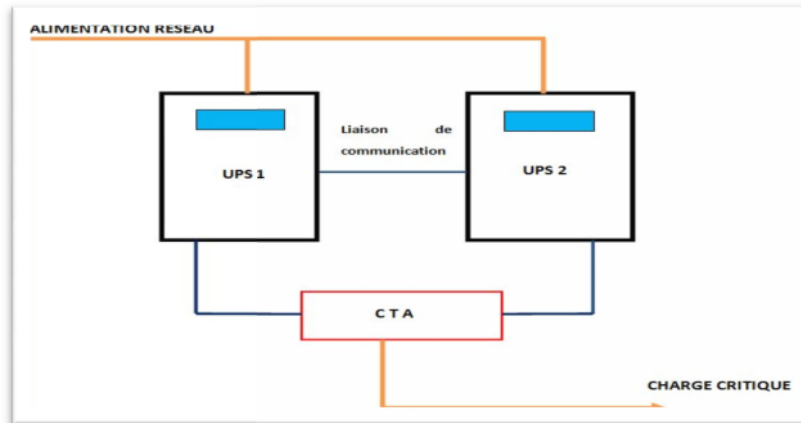 ALIMENTATION RESEAU
Liaison de
communication
UPS 1
UPS 2
C T A
CHARGE CRITIQUE